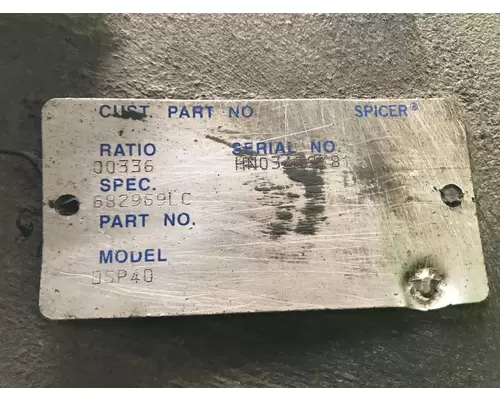 CUST PART NO SPICER®
RATIO SERIAL NO.
00336
SPEC.
682969LC
PART NO.
MODEL
DSP40